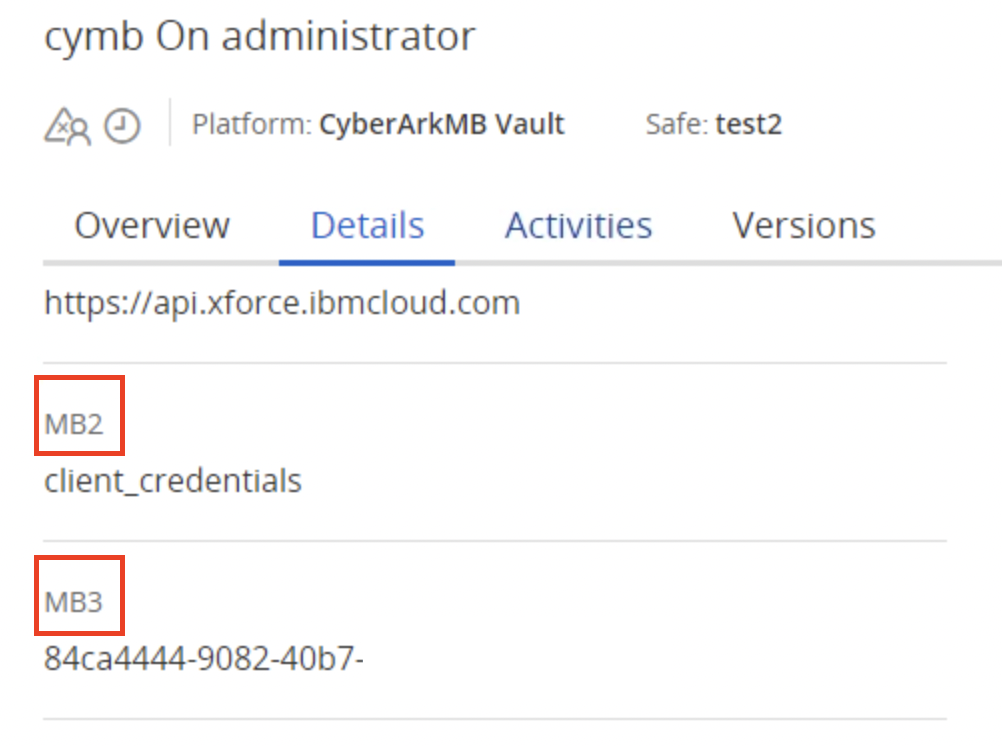 cymb On administrator
Platform: CyberArkMB Vault Safe: test2
Overview Details Activities Versions
https://api.xforce.ibmcloud.com
MB2
client_credentials
MB3
84ca4444-9082-40b7-